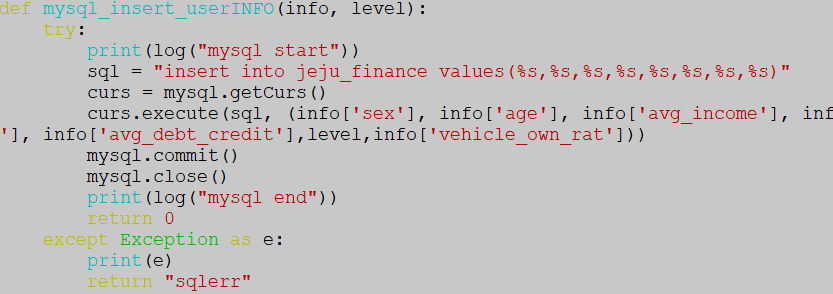 def mysql_insert_userINFO(info, level):
    try:
        print(log("mysql start"))
        sql = "insert into jeju_finance values(%s,%s,%s,%s,%s,%s,%s,%s)"
        curs = mysql.getCurs()
        curs.execute(sql, (info['sex'], info['age'], info['avg_income'], inf
'], info['avg_debt_credit'],level,info['vehicle_own_rat']))
        mysql.commit()
        mysql.close()
        print(log("mysql end"))
        return 0
    except Exception as e:
        print(e)
        return "sqlerr"